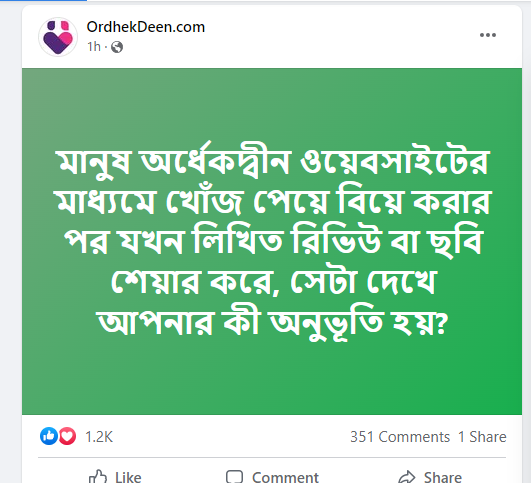 OrdhekDeen.com
1h ·
মানুষ অর্ধেকদ্বীন ওয়েবসাইটের
মাধ্যমে খোঁজ পেয়ে বিয়ে করার
পর যখন লিখিত রিভিউ বা ছবি
শেয়ার করে, সেটা দেখে
আপনার কী অনুভূতি হয়?
1.2K 351 Comments 1 Share
Like Comment Share